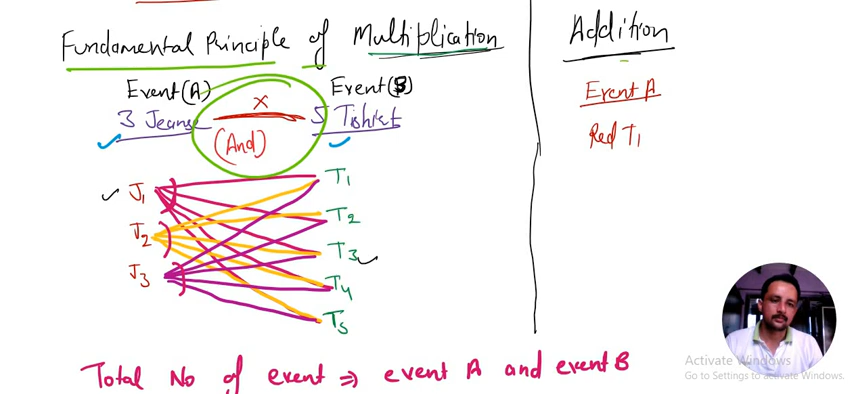 Fundamental Principle of Multiplication
Event(A) Event(B)
3 Jeans × 5 Tshirt
(And)
J1 T1
J2 T2
J3 T3
T4
T5
Total No of event ⇒ event A and event B
Addition
Event A
Red T1
Activate Windows
Go to Settings to activate Windows.